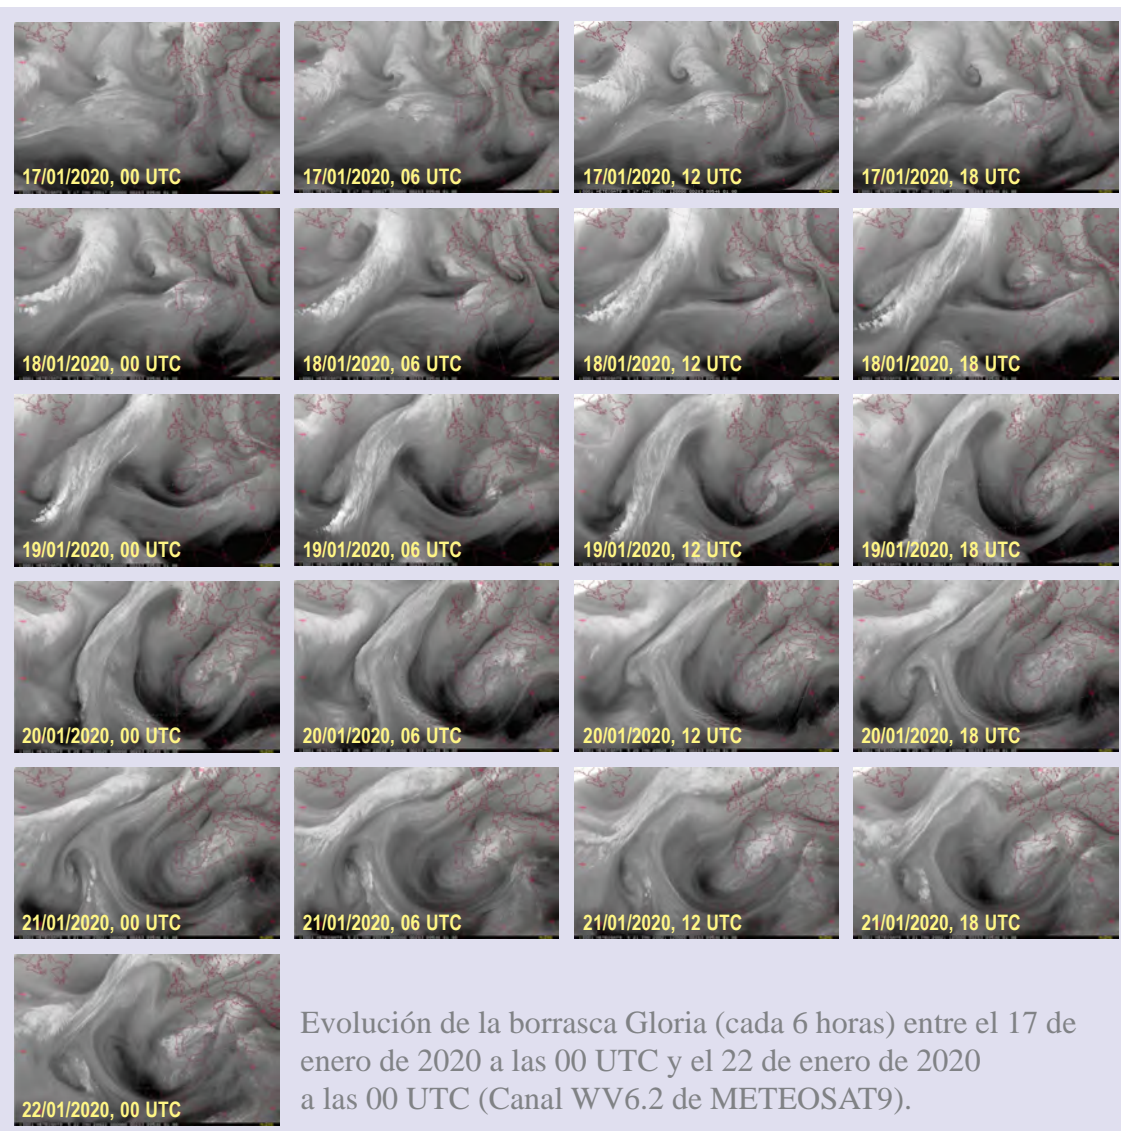 17/01/2020, 00 UTC
17/01/2020, 06 UTC
17/01/2020, 12 UTC
17/01/2020, 18 UTC
18/01/2020, 00 UTC
18/01/2020, 06 UTC
18/01/2020, 12 UTC
18/01/2020, 18 UTC
19/01/2020, 00 UTC
19/01/2020, 06 UTC
19/01/2020, 12 UTC
19/01/2020, 18 UTC
20/01/2020, 00 UTC
20/01/2020, 06 UTC
20/01/2020, 12 UTC
20/01/2020, 18 UTC
21/01/2020, 00 UTC
21/01/2020, 06 UTC
21/01/2020, 12 UTC
21/01/2020, 18 UTC
22/01/2020, 00 UTC
Evolución de la borrasca Gloria (cada 6 horas) entre el 17 de
enero de 2020 a las 00 UTC y el 22 de enero de 2020
a las 00 UTC (Canal WV6.2 de METEOSAT9).